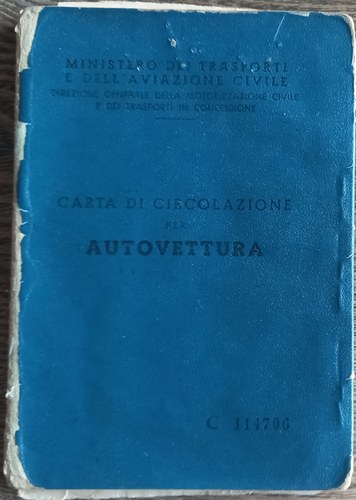 MINISTERO DEI TRASPORTI
E DELL'AVIAZIONE CIVILE
DIREZIONE GENERALE DELLA MOTORIZZAZIONE CIVILE
E DEI TRASPORTI IN CONCESSIONE
CARTA DI CIRCOLAZIONE
PER
AUTOVETTURA
C 114706